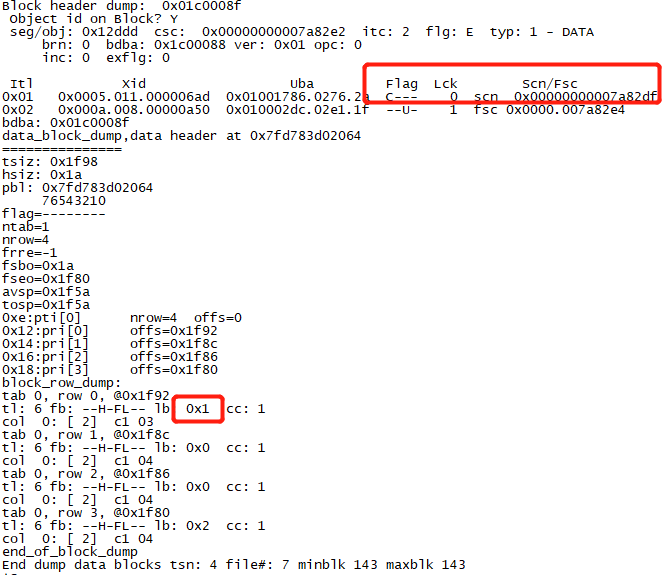 Block header dump:  0x01c0008f
 Object id on Block? Y
 seg/obj: 0x12ddd  csc:  0x00000000007a82e2  itc: 2  flg: E  typ: 1 - DATA
     brn: 0  bdba: 0x1c00088 ver: 0x01 opc: 0
     inc: 0  exflg: 0
 Itl           Xid                  Uba         Flag  Lck        Scn/Fsc
0x01   0x0005.011.000006ad  0x01001786.0276.2a  C---    0  scn  0x00000000007a82df
0x02   0x000a.008.00000a50  0x010002dc.02e1.1f  --U-    1  fsc 0x0000.007a82e4
bdba: 0x01c0008f
data_block_dump,data header at 0x7fd783d02064
===============
tsiz: 0x1f98
hsiz: 0x1a
pbl: 0x7fd783d02064
     76543210
flag=--------
ntab=1
nrow=4
frre=-1
fsbo=0x1a
fseo=0x1f80
avsp=0x1f5a
tosp=0x1f5a
0xe:pti[0]      nrow=4  offs=0
0x12:pri[0]     offs=0x1f92
0x14:pri[1]     offs=0x1f8c
0x16:pri[2]     offs=0x1f86
0x18:pri[3]     offs=0x1f80
block_row_dump:
tab 0, row 0, @0x1f92
tl: 6 fb: --H-FL-- lb: 0x1  cc: 1
col  0: [ 2]  c1 03
tab 0, row 1, @0x1f8c
tl: 6 fb: --H-FL-- lb: 0x0  cc: 1
col  0: [ 2]  c1 04
tab 0, row 2, @0x1f86
tl: 6 fb: --H-FL-- lb: 0x0  cc: 1
col  0: [ 2]  c1 04
tab 0, row 3, @0x1f80
tl: 6 fb: --H-FL-- lb: 0x2  cc: 1
col  0: [ 2]  c1 04
end_of_block_dump
End dump data blocks tsn: 4 file#: 7 minblk 143 maxblk 143